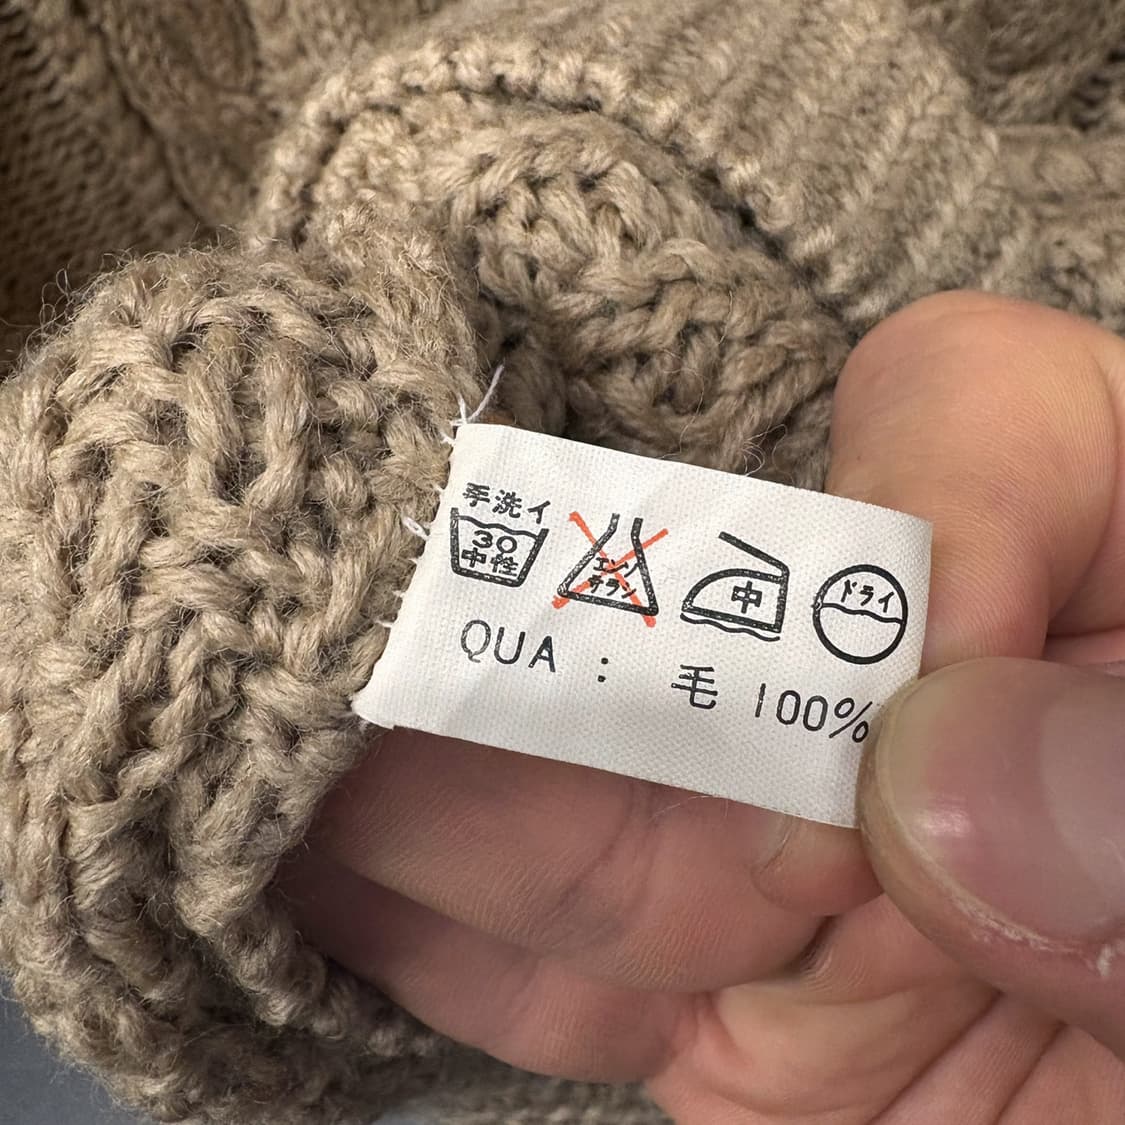 手洗イ
30
中性
エンソ
サラシ
中
ドライ
QUA : 毛 100%